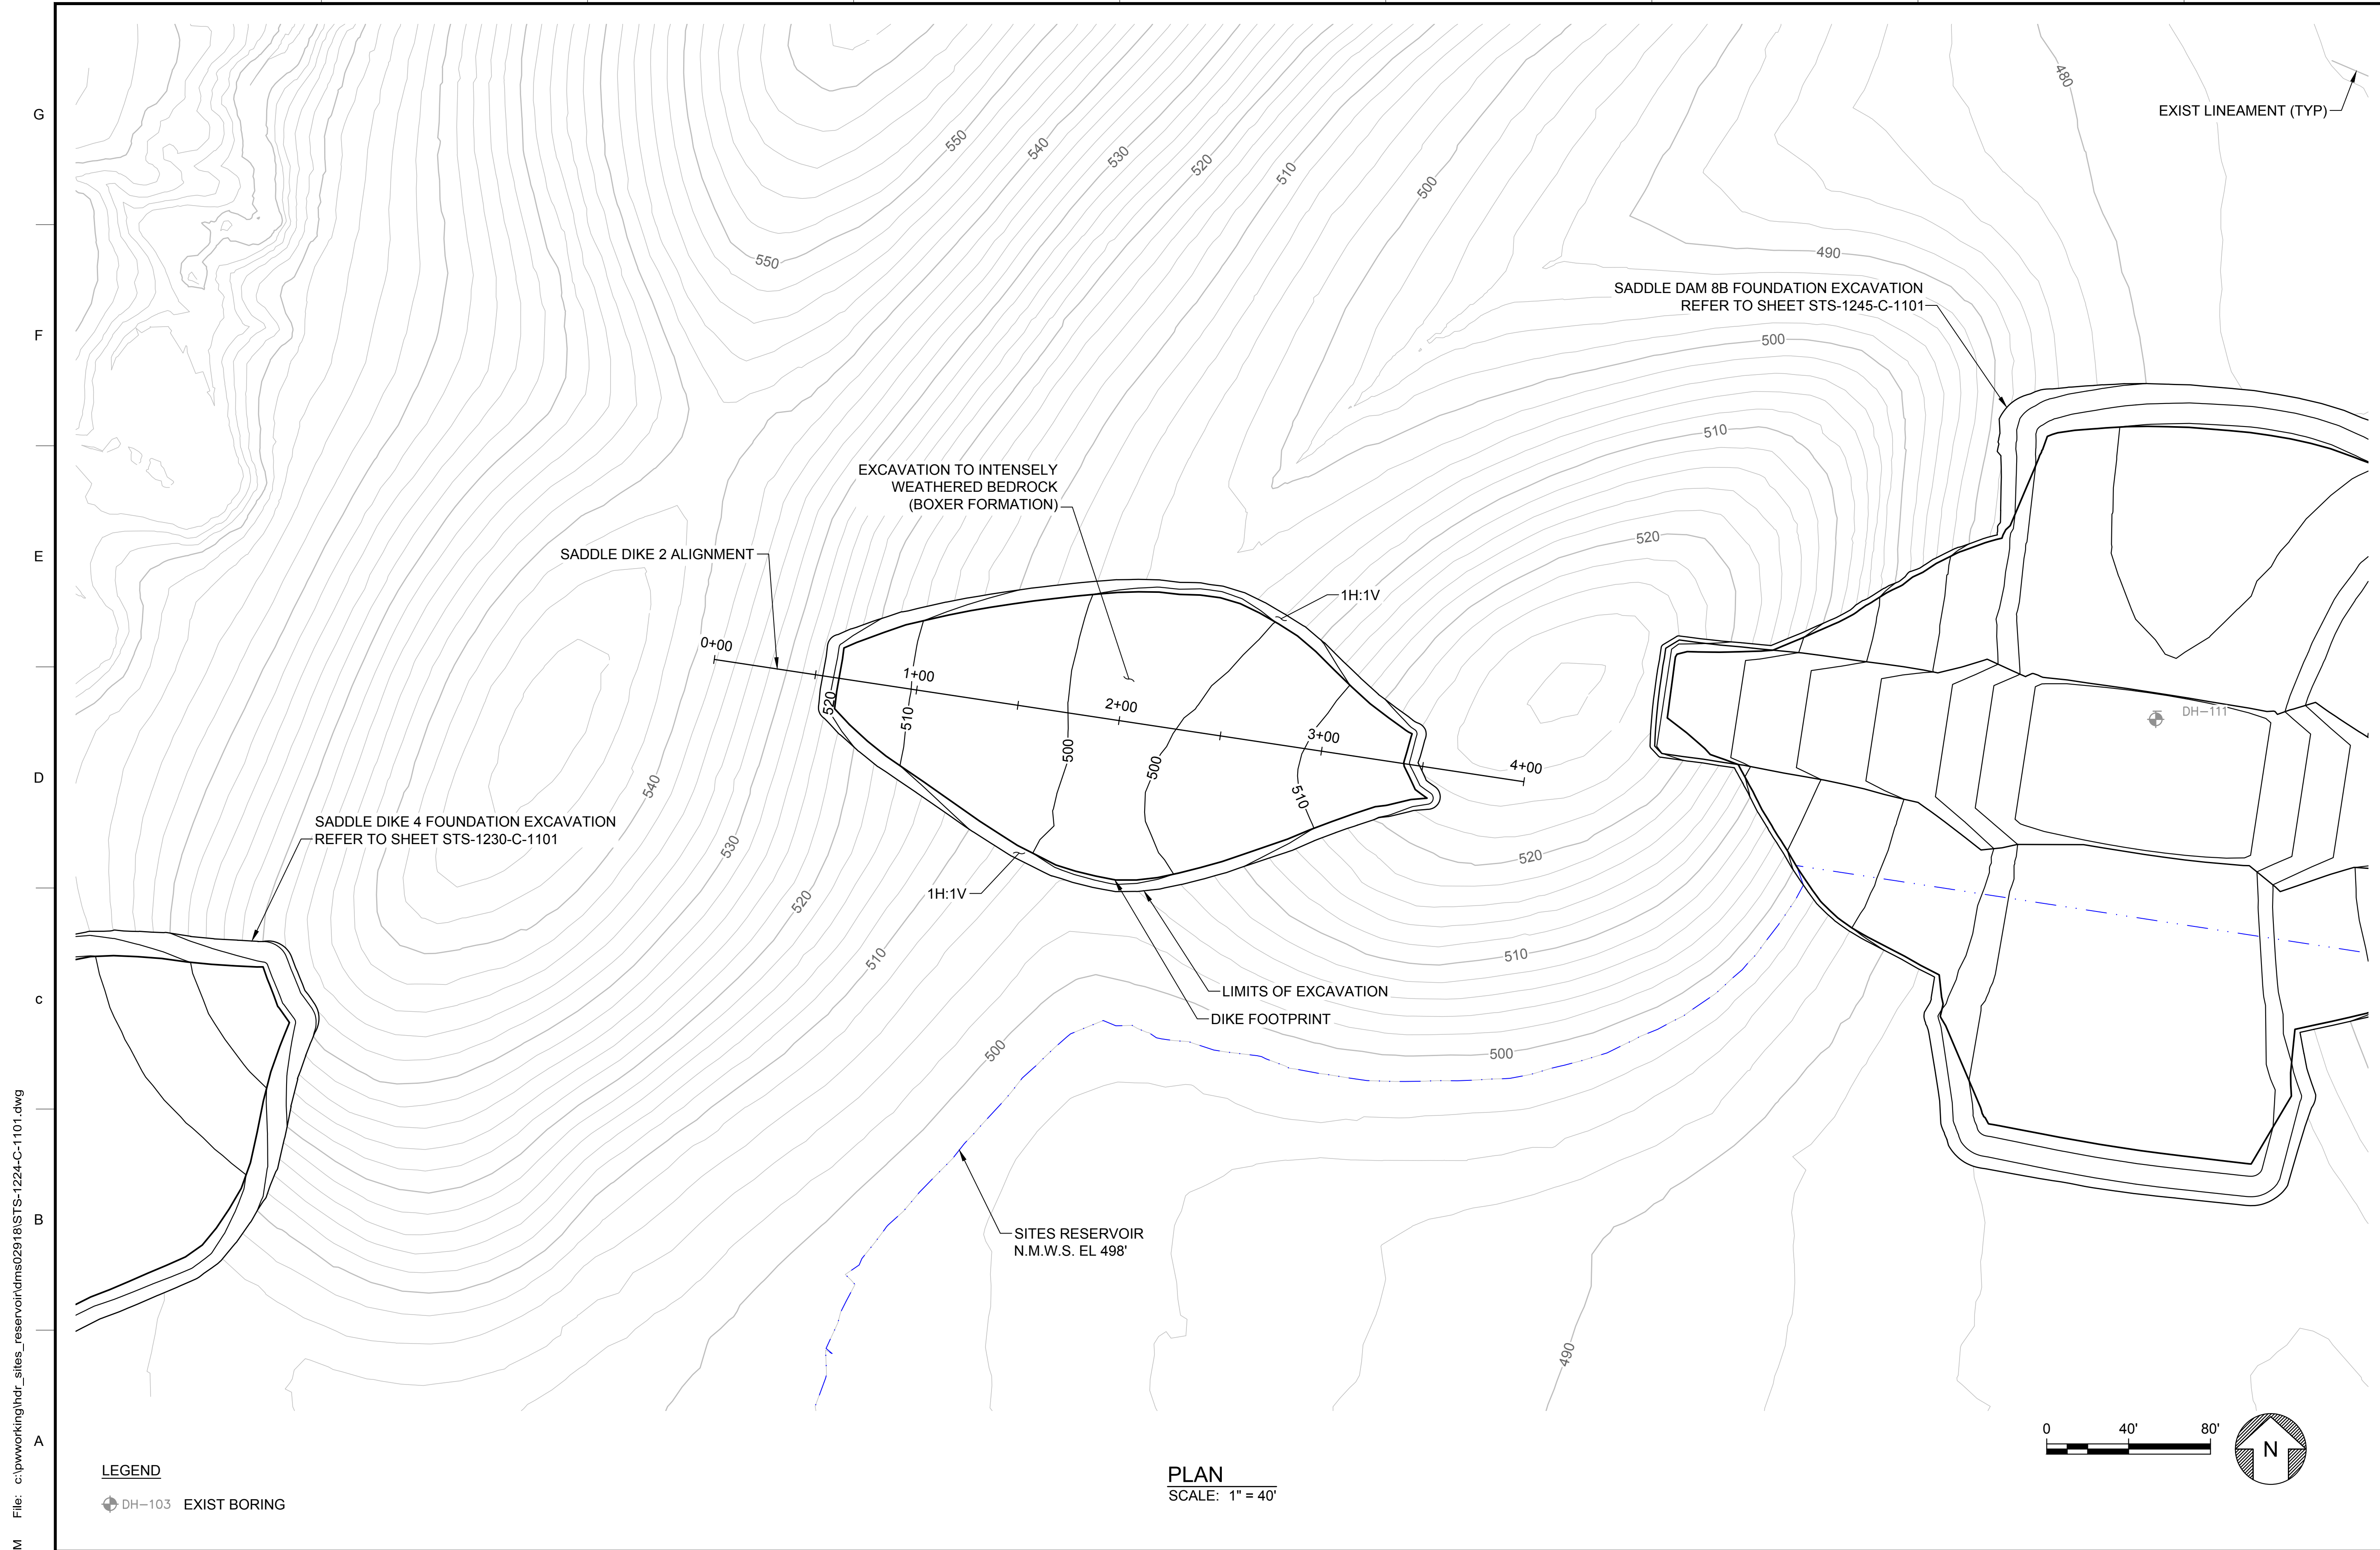 G
F
E
D
C
B
A
480
EXIST LINEAMENT (TYP)
550
540
530
520
510
500
550
490
SADDLE DAM 8B FOUNDATION EXCAVATION
REFER TO SHEET STS-1245-C-1101
500
510
EXCAVATION TO INTENSELY
WEATHERED BEDROCK
(BOXER FORMATION)
520
SADDLE DIKE 2 ALIGNMENT
1H:1V
0+00
1+00
2+00
3+00
4+00
520
510
500
500
510
DH-111
540
530
520
510
500
SADDLE DIKE 4 FOUNDATION EXCAVATION
REFER TO SHEET STS-1230-C-1101
520
1H:1V
510
LIMITS OF EXCAVATION
DIKE FOOTPRINT
500
SITES RESERVOIR
N.M.W.S. EL 498'
490
0 40' 80'
N
LEGEND
DH-103 EXIST BORING
PLAN
SCALE: 1" = 40'
M File: c:\pwworking\hdr_sites_reservoir\dms02918\STS-1224-C-1101.dwg